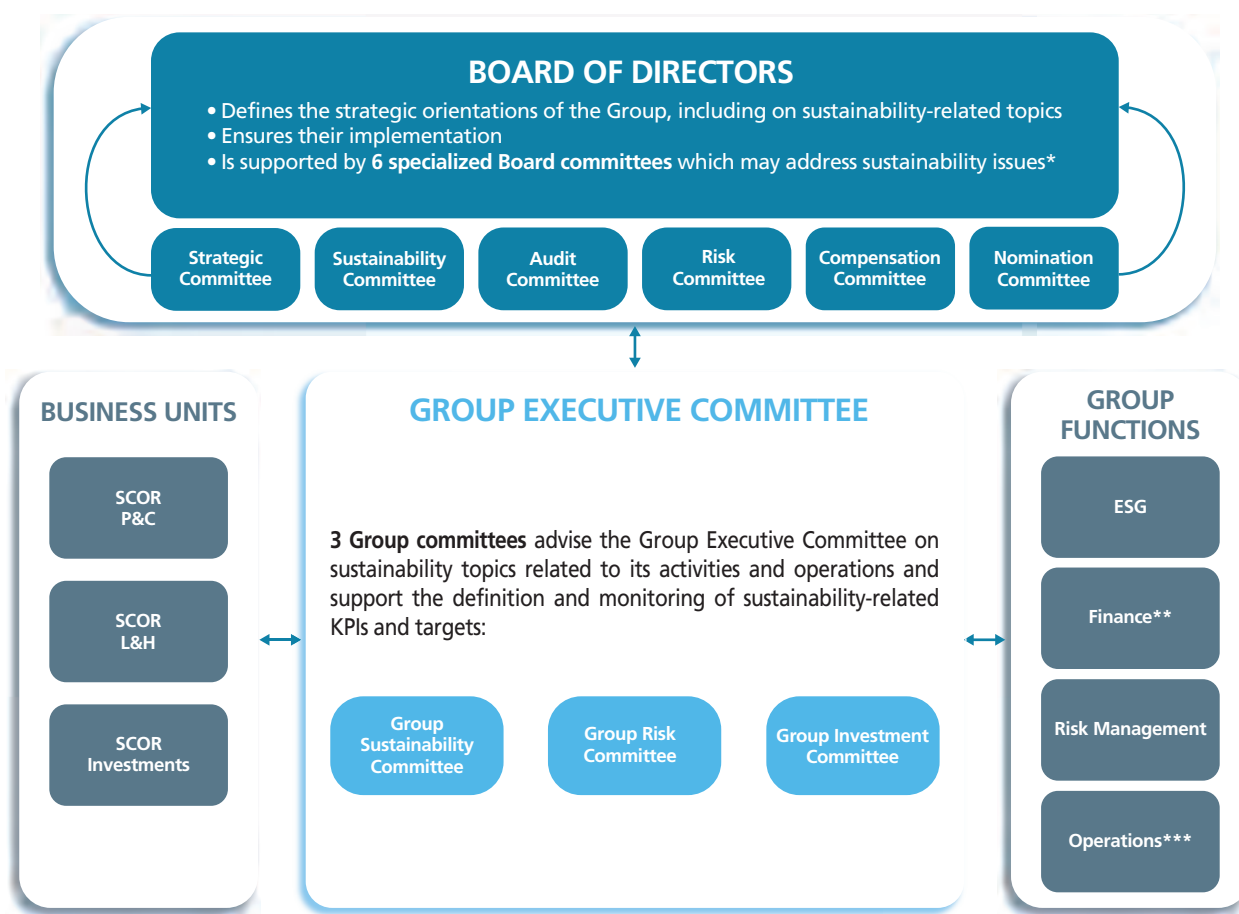 BOARD OF DIRECTORS
• Defines the strategic orientations of the Group, including on sustainability-related topics
• Ensures their implementation
• Is supported by 6 specialized Board committees which may address sustainability issues*
Strategic
Committee
Sustainability
Committee
Audit
Committee
Risk
Committee
Compensation
Committee
Nomination
Committee
BUSINESS UNITS
SCOR
P&C
SCOR
L&H
SCOR
Investments
GROUP EXECUTIVE COMMITTEE
3 Group committees advise the Group Executive Committee on
sustainability topics related to its activities and operations and
support the definition and monitoring of sustainability-related
KPIs and targets:
Group
Sustainability
Committee
Group Risk
Committee
Group Investment
Committee
GROUP
FUNCTIONS
ESG
Finance**
Risk Management
Operations***